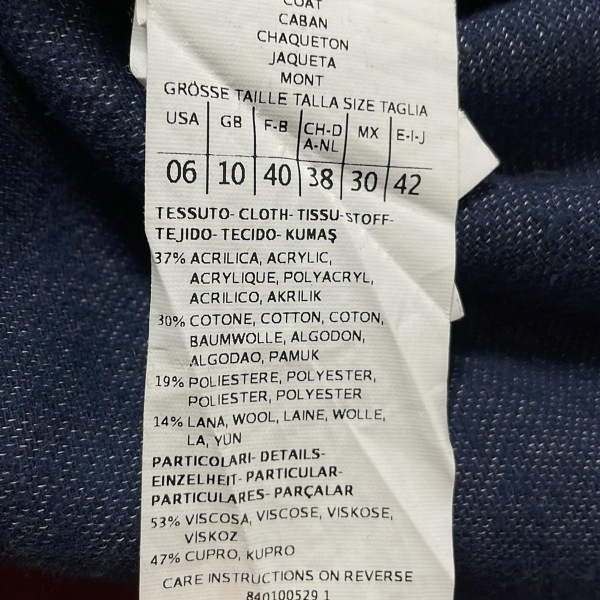 COAT
CABAN
CHAQUETON
JAQUETA
MONT
GRÖSSE TAILLE TALLA SIZE TAGLIA
USA GB F-B CH-D A-NL MX E-I-J
06 10 40 38 30 42
TESSUTO- CLOTH- TISSU-STOFF-
TEJIDO- TECIDO- KUMAŞ
37% ACRILICA, ACRYLIC,
ACRYLIQUE, POLYACRYL,
ACRILICO, AKRILIK
30% COTONE, COTTON, COTON,
BAUMWOLLE, ALGODON,
ALGODAO, PAMUK
19% POLIESTERE, POLYESTER,
POLIESTER, POLYESTER
14% LANA, WOOL, LAINE, WOLLE,
LA, YÜN
PARTICOLARI- DETAILS-
EINZELHEIT- PARTICULAR-
PARTICULARES- PARÇALAR
53% VISCOSA, VISCOSE, VISKOSE,
VİSKOZ
47% CUPRO, KUPRO
CARE INSTRUCTIONS ON REVERSE
840100529 1